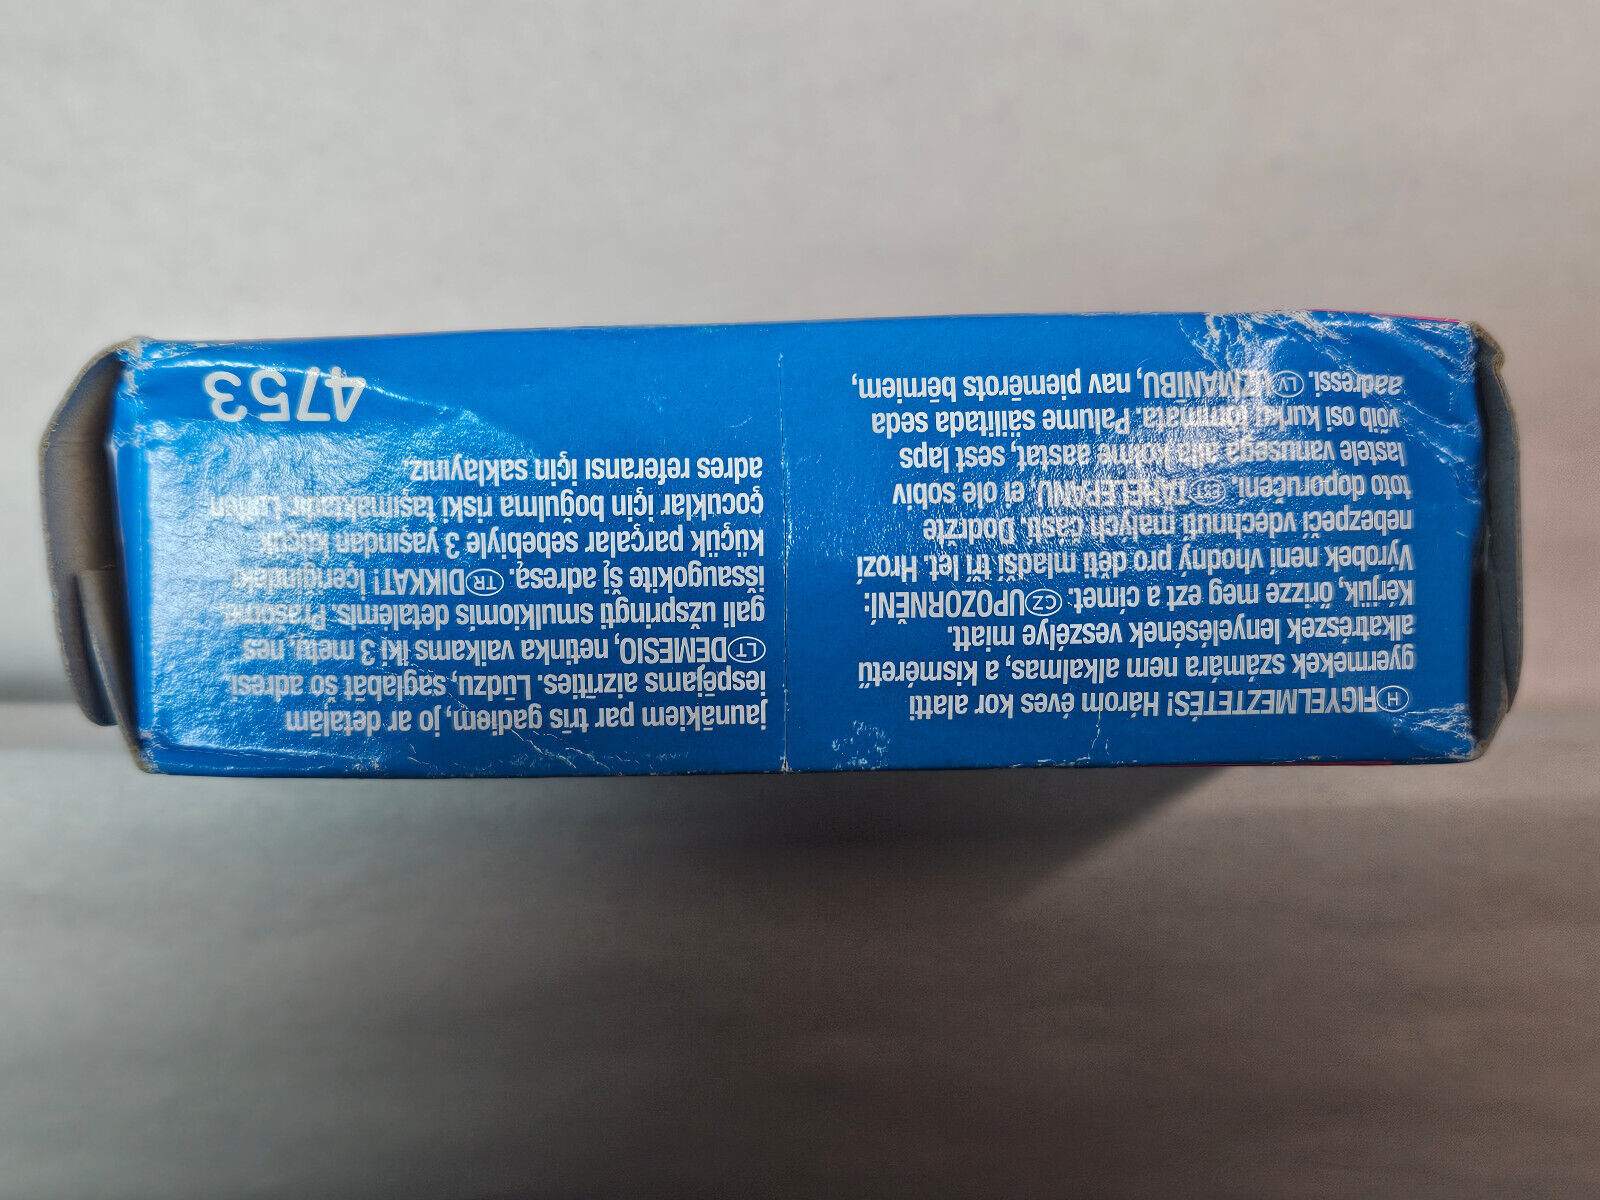 (H)FIGYELMEZTETÉS! Három éves kor alatti
gyermekek számára nem alkalmas, a kisméretű
alkatrészek lenyelésének veszélye miatt.
Kérjük, őrizze meg ezt a címet. (CZ)UPOZORNĚNÍ:
Výrobek není vhodný pro děti mladší tří let. Hrozí
nebezpečí vdechnutí malých částí. Dodržte
toto doporučení. (EST)TÄHELEPANU, ei ole sobiv
lastele vanusega alla kolme aastat, sest laps
võib osi kurku tõmmata. Palume säilitada seda
aadressi. (LV)UZMANĪBU, nav piemērots bērniem,
jaunākiem par trīs gadiem, jo ar detaļām
iespējams aizrīties. Lūdzu, saglabāt šo adresi.
(LT)DĖMESIO, netinka vaikams iki 3 metų, nes
gali užspringti smulkiomis detalėmis. Prašome,
išsaugokite šį adresą. (TR)DIKKAT! İçeriğindeki
küçük parçalar sebebiyle 3 yaşından küçük
çocuklar için boğulma riski taşımaktadır. Lütfen
adres referansı için saklayınız.
4753